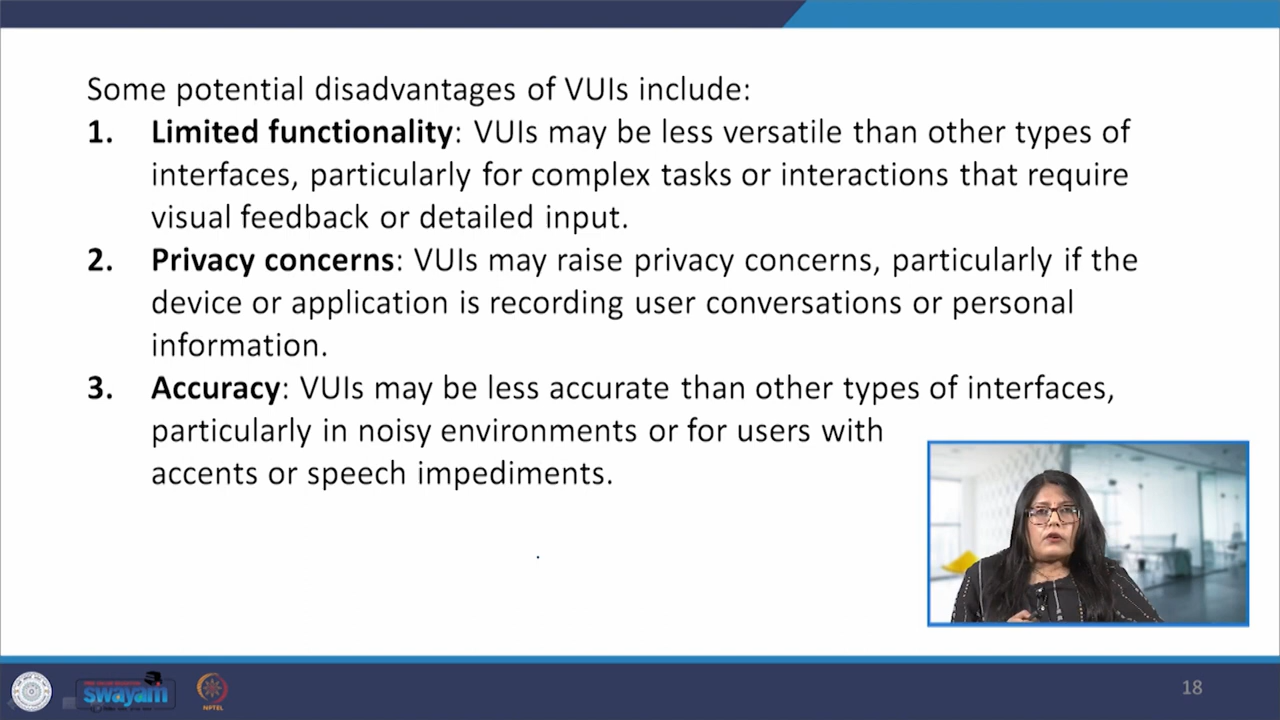 Some potential disadvantages of VUIs include:
1. Limited functionality: VUIs may be less versatile than other types of
interfaces, particularly for complex tasks or interactions that require
visual feedback or detailed input.
2. Privacy concerns: VUIs may raise privacy concerns, particularly if the
device or application is recording user conversations or personal
information.
3. Accuracy: VUIs may be less accurate than other types of interfaces,
particularly in noisy environments or for users with
accents or speech impediments.
swayam
NPTEL
18